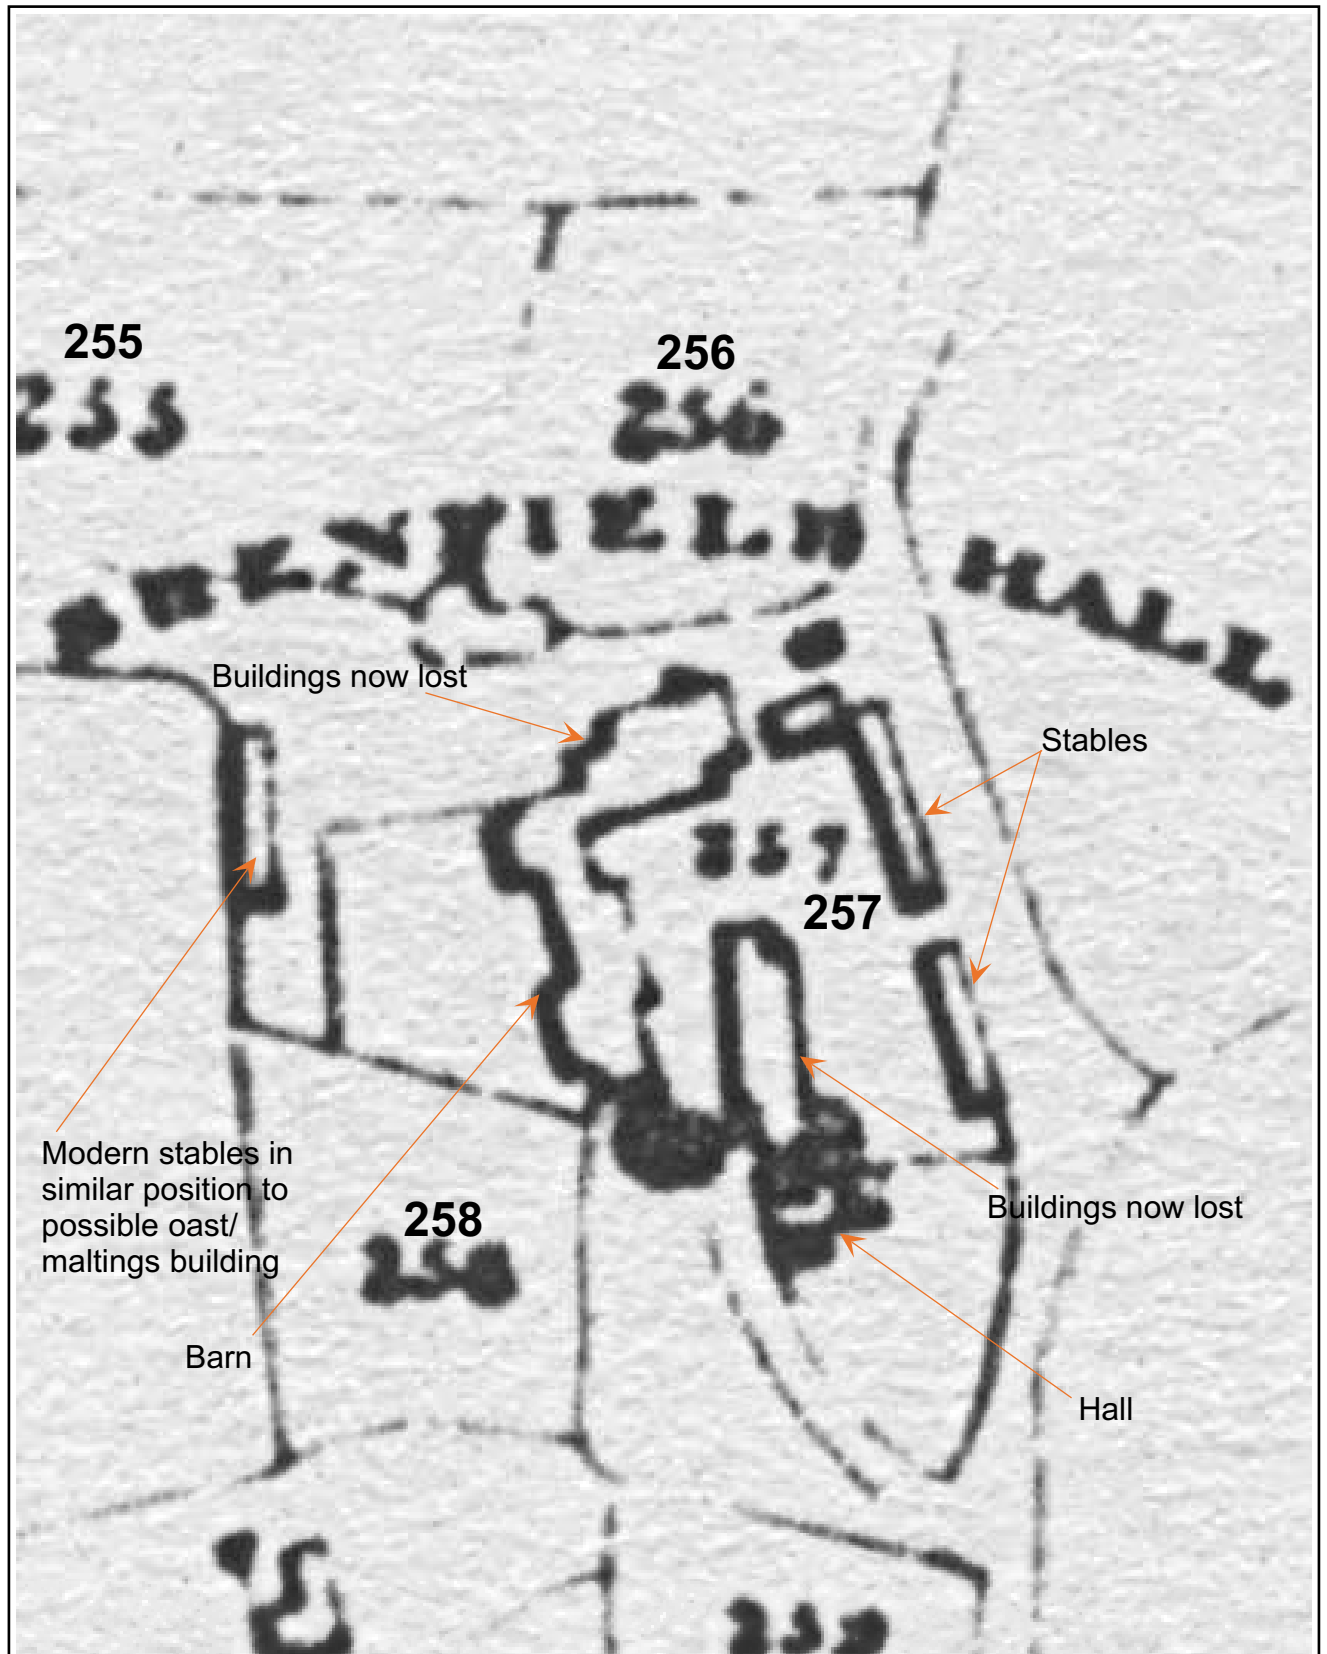 255
256
255
256
HALL
Buildings now lost
Stables
257
257
Modern stables in
similar position to
possible oast/
maltings building
258
258
Buildings now lost
Barn
Hall